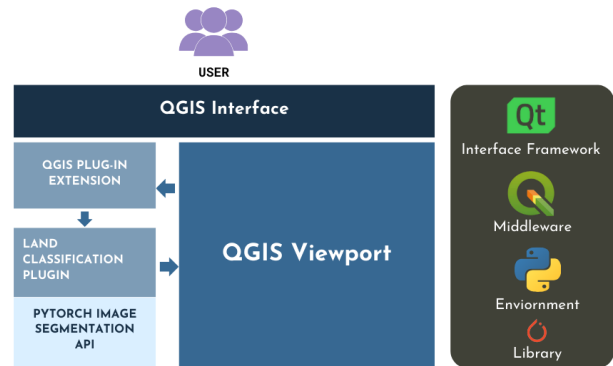 USER
QGIS Interface
QGIS PLUG-IN
EXTENSION
LAND
CLASSIFICATION
PLUGIN
PYTORCH IMAGE
SEGMENTATION
API
QGIS Viewport
Qt
Interface Framework
Middleware
Enviornment
Library